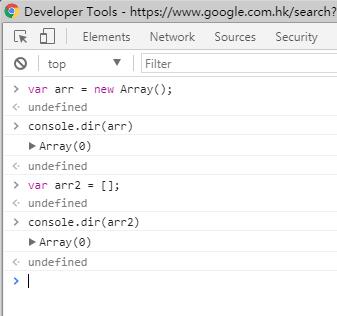 Developer Tools - https://www.google.com.hk/search?
Elements Network Sources
top Filter
> var arr = new Array();
< undefined
> console.dir(arr)
▶ Array(0)
< undefined
> var arr2 = [];
< undefined
> console.dir(arr2)
▶ Array(0)
< undefined
>